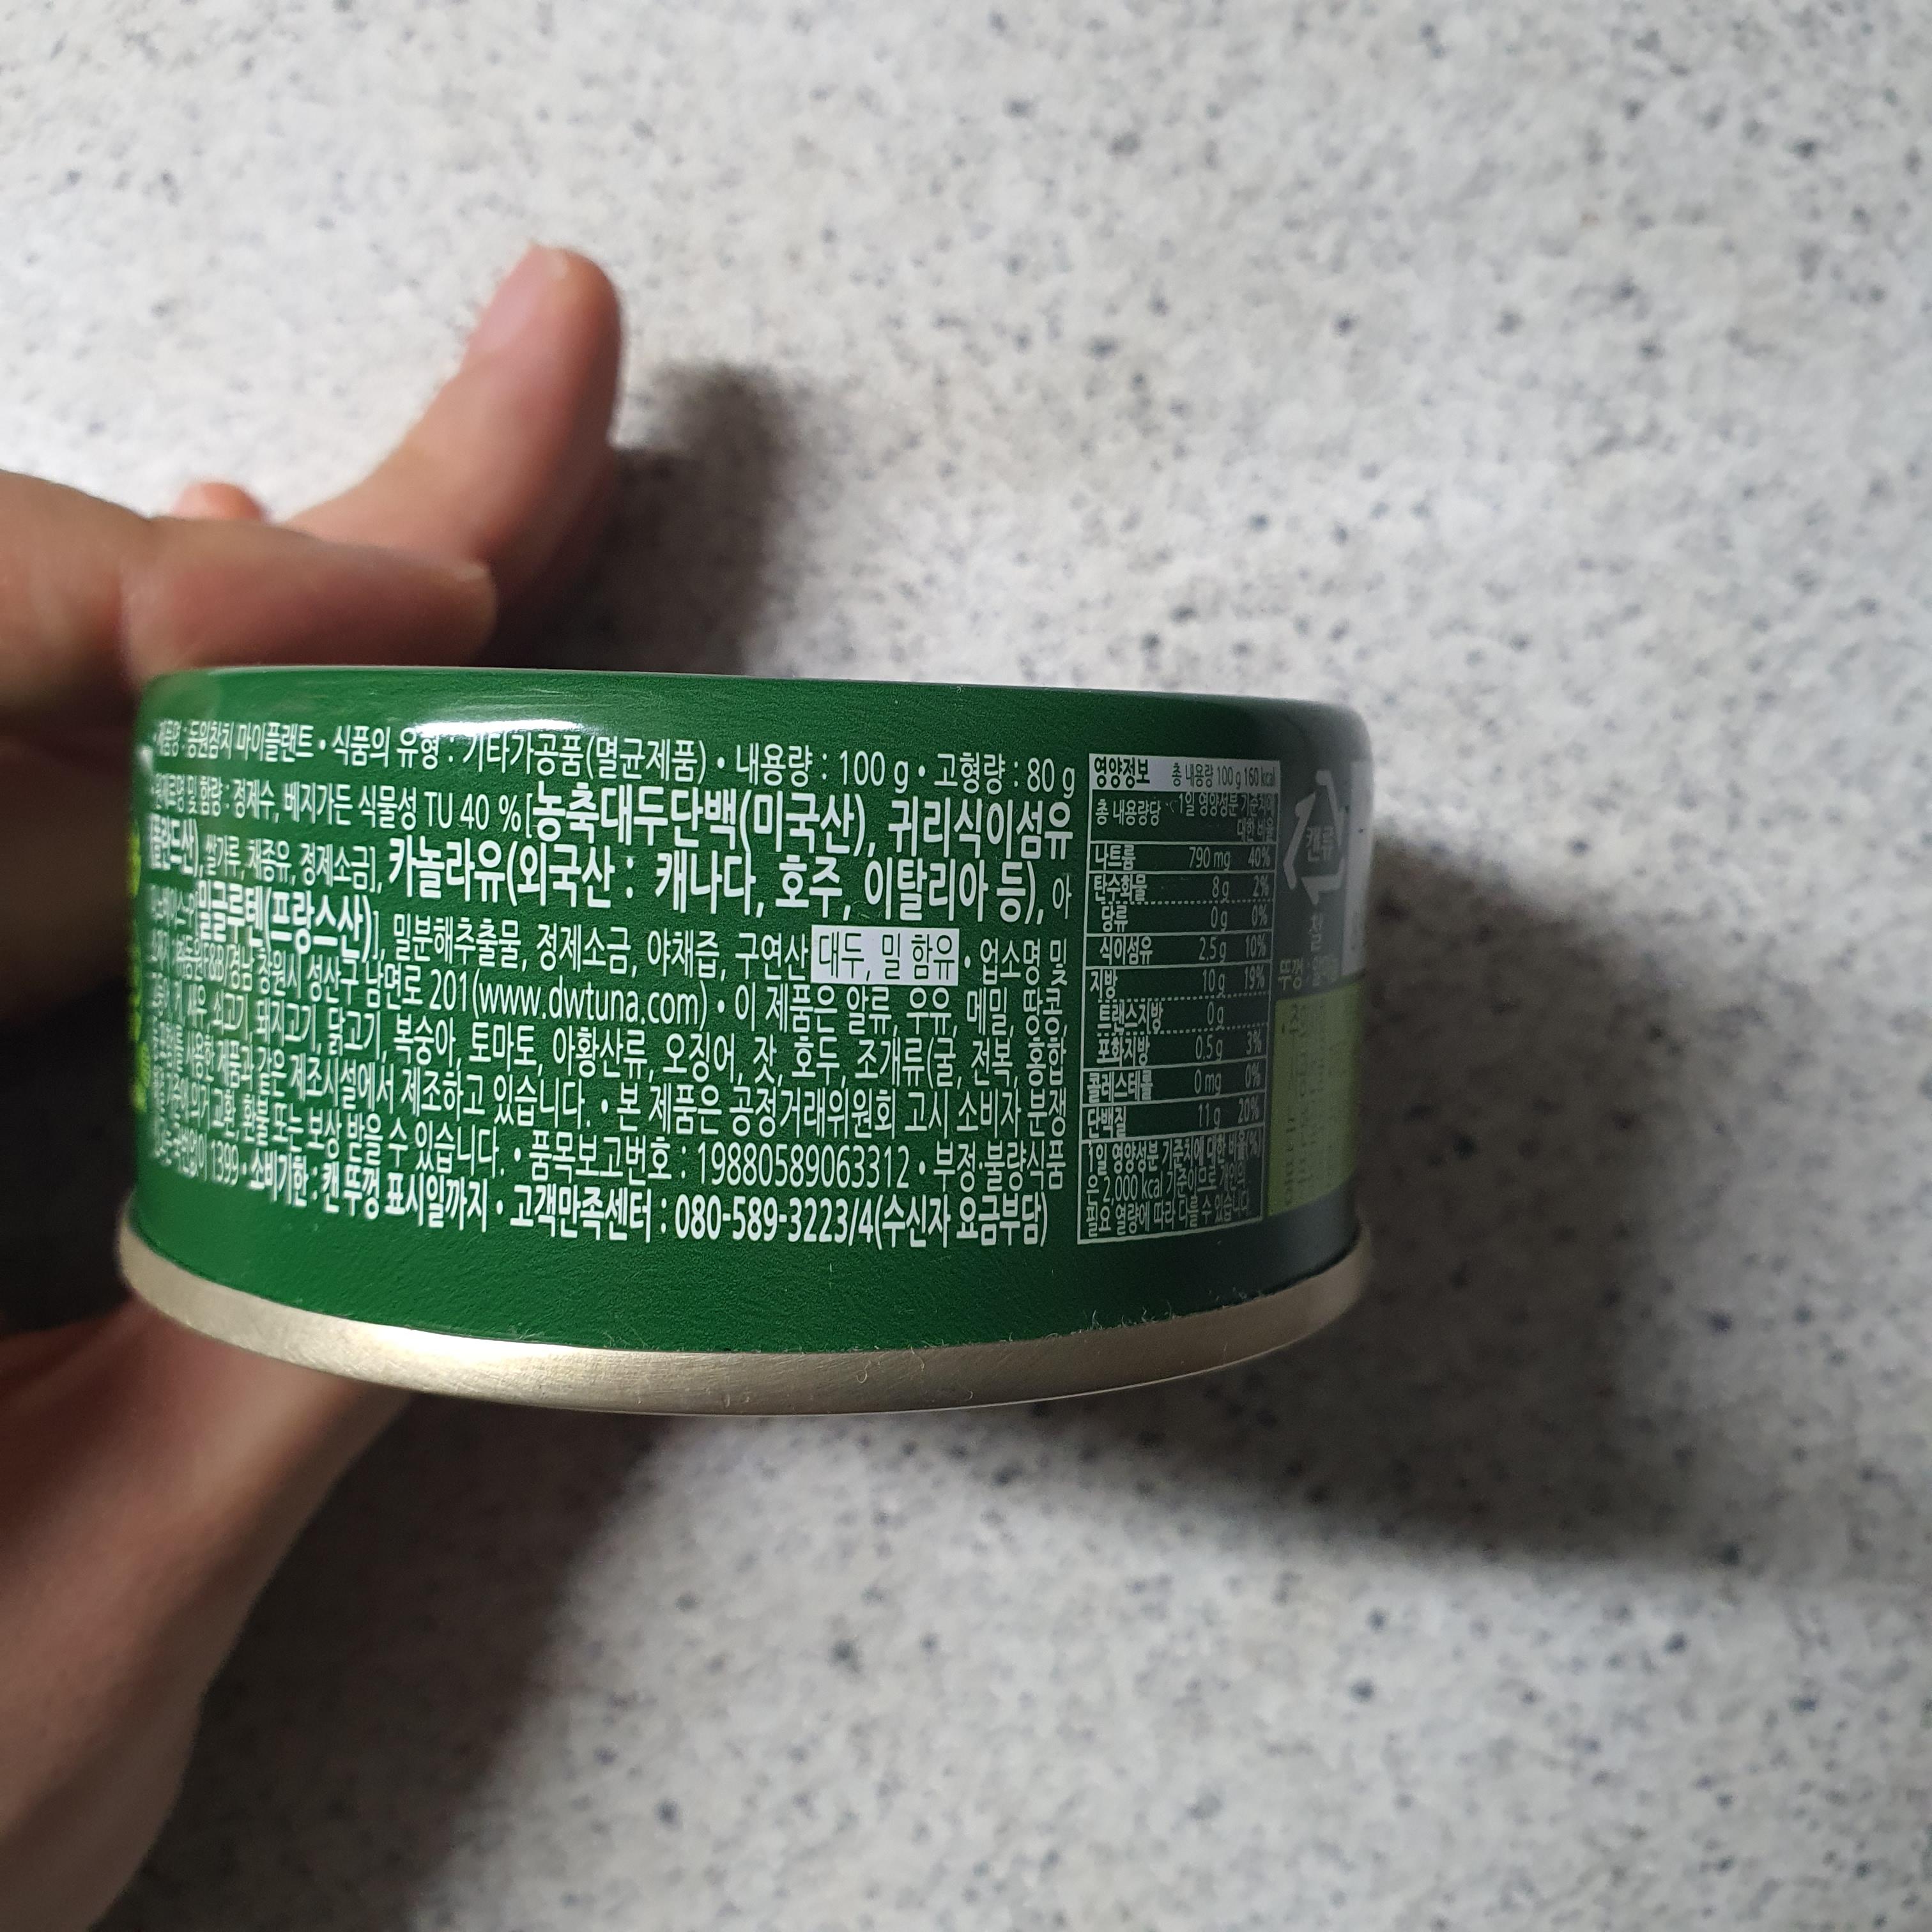 동원참치 마이플랜트 • 식품의 유형 : 기타가공품(멸균제품) • 내용량 : 100 g • 고형량 : 80 g
및 함량 : 정제수, 베지가든 식물성 TU 40 % [농축대두단백(미국산), 귀리식이섬유
쌀가루, 채종유, 정제소금], 카놀라유(외국산 : 캐나다, 호주, 이탈리아 등), 아
밀글루텐(프랑스산)], 밀분해추출물, 정제소금, 야채즙, 구연산 대두, 밀 함유 • 업소명 및
경남 창원시 성산구 남면로 201(www.dwtuna.com) • 이 제품은 알류, 우유, 메밀, 땅콩,
쇠고기, 돼지고기, 닭고기, 복숭아, 토마토, 아황산류, 오징어, 잣, 호두, 조개류(굴, 전복, 홍합
사용한 제품과 같은 제조시설에서 제조하고 있습니다. • 본 제품은 공정거래위원회 고시 소비자 분쟁
의거 교환, 환불 또는 보상 받을 수 있습니다. • 품목보고번호 : 19880589063312 • 부정·불량식품
국번없이 1399 • 소비기한 : 캔 뚜껑 표시일까지 • 고객만족센터 : 080-589-3223/4(수신자 요금부담)
영양정보 총 내용량 100 g 160 kcal
총 내용량당 1일 영양성분 기준치에
대한 비율
나트륨 790 mg 40%
탄수화물 8 g 2%
당류 0 g 0%
식이섬유 2.5 g 10%
지방 10 g 19%
트랜스지방 0 g
포화지방 0.5 g 3%
콜레스테롤 0 mg 0%
단백질 11 g 20%
1일 영양성분 기준치에 대한 비율(%)
은 2,000 kcal 기준이므로 개인의
필요 열량에 따라 다를 수 있습니다.
캔류
철
뚜껑